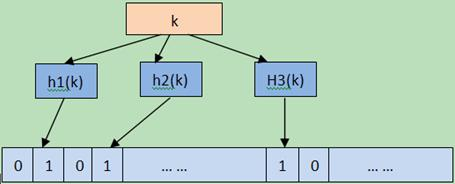 k
h1(k) h2(k) H3(k)
0 1 0 1 ... ... 1 0 ... ...